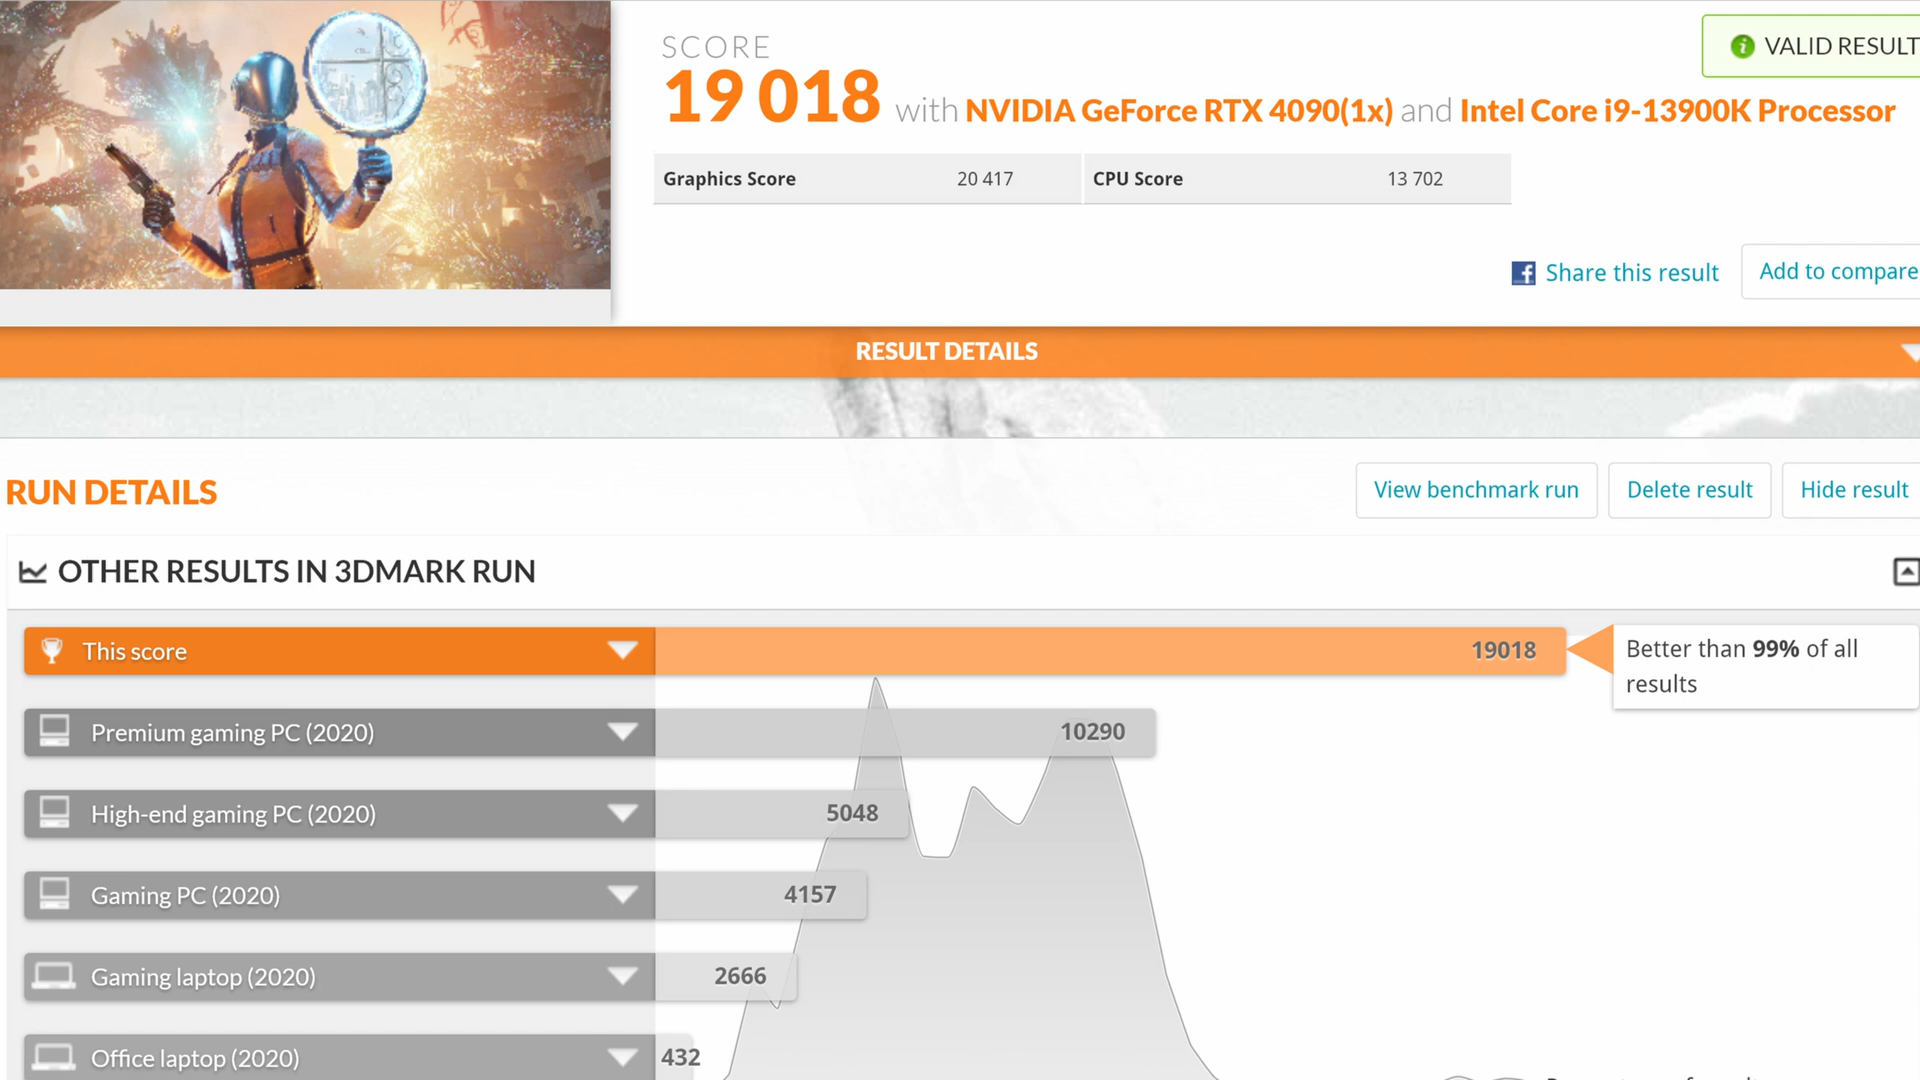 SCORE
VALID RESULT
19 018 with NVIDIA GeForce RTX 4090(1x) and Intel Core i9-13900K Processor
Graphics Score 20 417 CPU Score 13 702
Share this result Add to compare
RESULT DETAILS
RUN DETAILS View benchmark run Delete result Hide result
OTHER RESULTS IN 3DMARK RUN
This score 19018 Better than 99% of all
results
Premium gaming PC (2020) 10290
High-end gaming PC (2020) 5048
Gaming PC (2020) 4157
Gaming laptop (2020) 2666
Office laptop (2020) 432